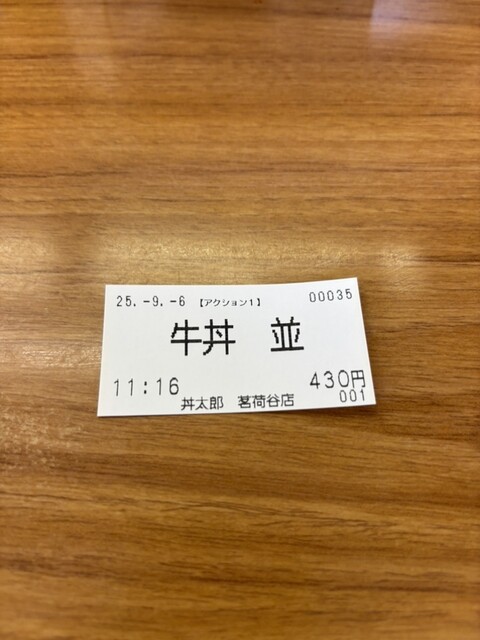 25.-9.-6 【アクション1】 00035
牛丼 並
11:16 430円
丼太郎 茗荷谷店 001